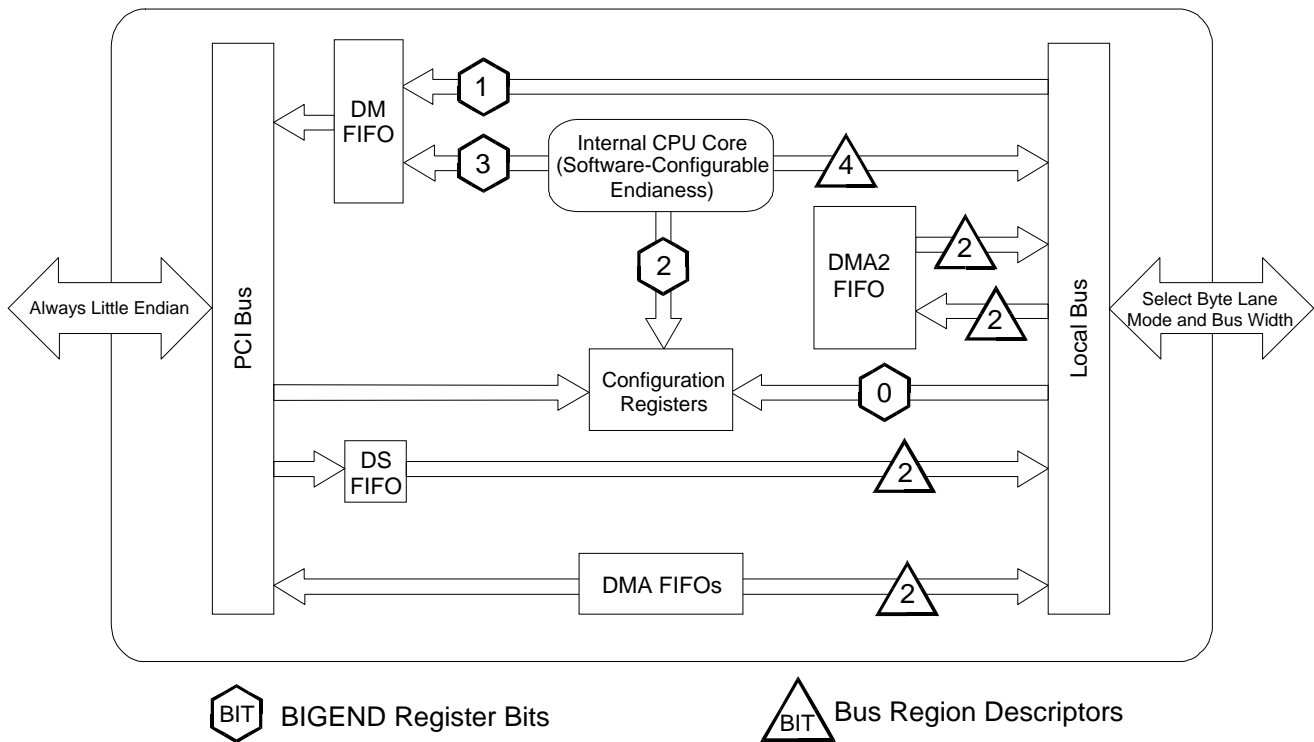 DM
FIFO
1
3
Internal CPU Core
(Software-Configurable
Endianess)
4
2
DMA2
FIFO
2
2
Always Little Endian
PCI Bus
Local Bus
Select Byte Lane
Mode and Bus Width
Configuration
Registers
0
DS
FIFO
2
DMA FIFOs
2
BIT BIGEND Register Bits
BIT Bus Region Descriptors